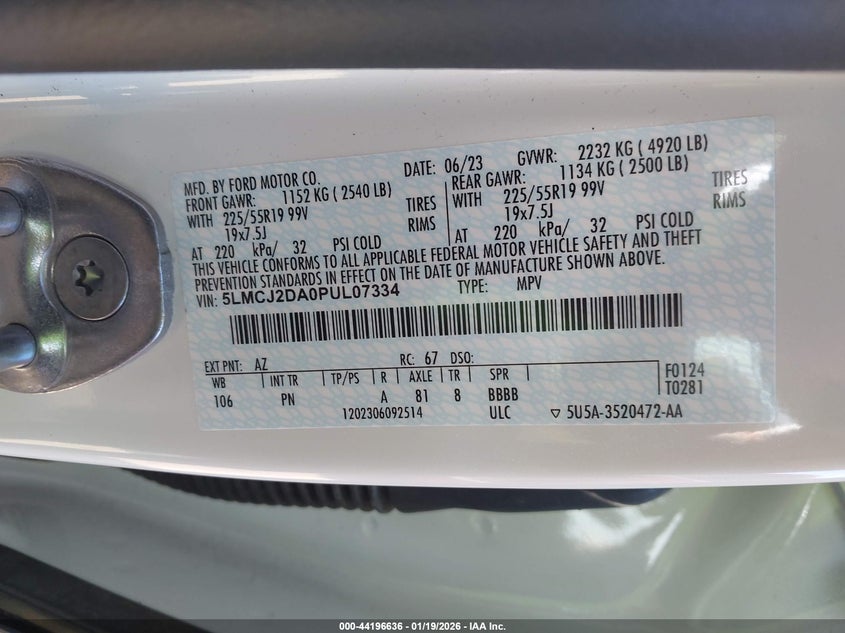 MFD. BY FORD MOTOR CO. DATE: 06/23 GVWR: 2232 KG ( 4920 LB)
FRONT GAWR: 1152 KG ( 2540 LB) REAR GAWR: 1134 KG ( 2500 LB)
WITH 225/55R19 99V TIRES WITH 225/55R19 99V TIRES
19x7.5J RIMS 19x7.5J RIMS
AT 220 kPa/ 32 PSI COLD AT 220 kPa/ 32 PSI COLD
THIS VEHICLE CONFORMS TO ALL APPLICABLE FEDERAL MOTOR VEHICLE SAFETY AND THEFT
PREVENTION STANDARDS IN EFFECT ON THE DATE OF MANUFACTURE SHOWN ABOVE.
VIN: 5LMCJ2DA0PUL07334 TYPE: MPV
EXT PNT: AZ RC: 67 DSO: F0124
WB INT TR TP/PS R AXLE TR SPR T0281
106 PN A 81 8 BBBB
1202306092514 ULC ▽ 5U5A-3520472-AA
000-44196636 - 01/19/2026 - IAA Inc.